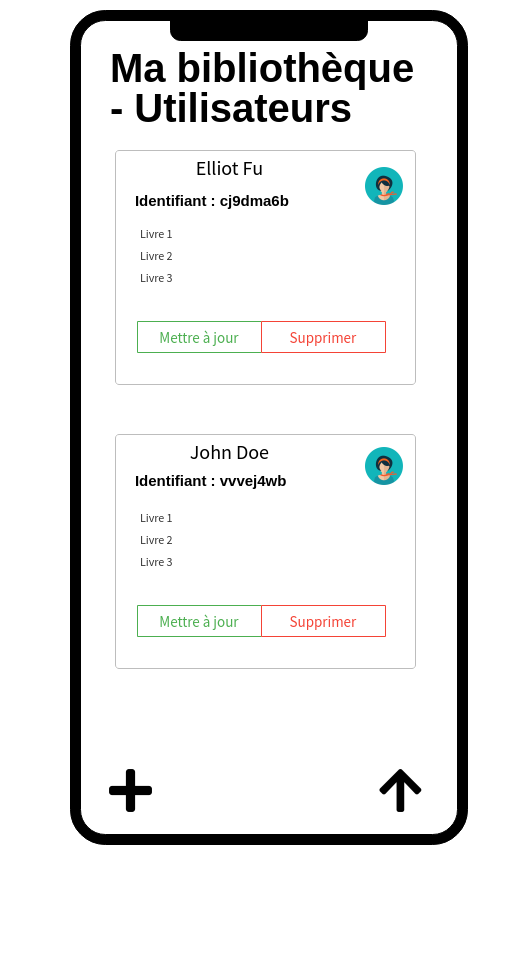 Ma bibliothèque
- Utilisateurs
Elliot Fu
Identifiant : cj9dma6b
Livre 1
Livre 2
Livre 3
Mettre à jour Supprimer
John Doe
Identifiant : vvvej4wb
Livre 1
Livre 2
Livre 3
Mettre à jour Supprimer